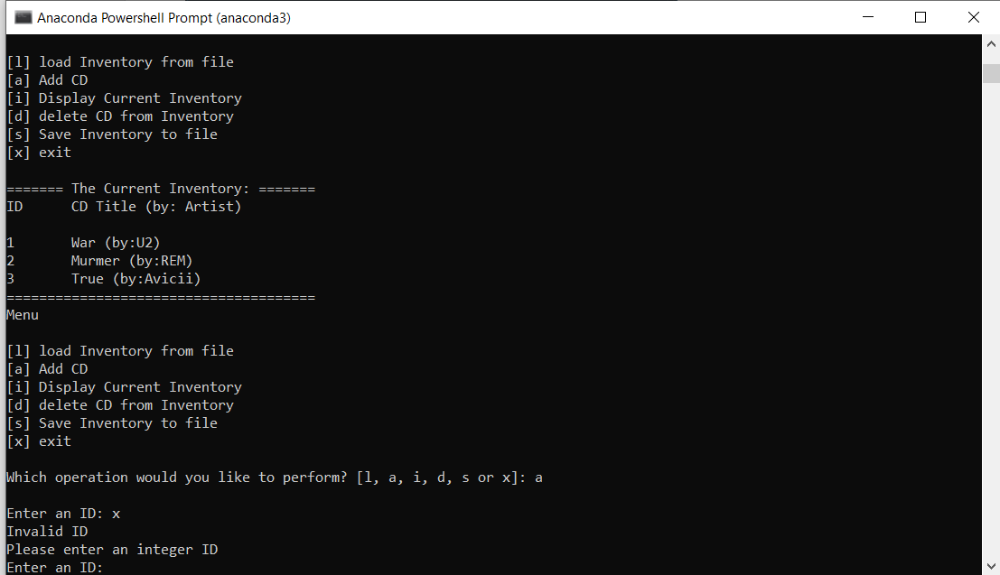 Anaconda Powershell Prompt (anaconda3)
[l] load Inventory from file
[a] Add CD
[i] Display Current Inventory
[d] delete CD from Inventory
[s] Save Inventory to file
[x] exit
======= The Current Inventory: =======
ID      CD Title (by: Artist)
1       War (by:U2)
2       Murmer (by:REM)
3       True (by:Avicii)
======================================
Menu
[l] load Inventory from file
[a] Add CD
[i] Display Current Inventory
[d] delete CD from Inventory
[s] Save Inventory to file
[x] exit
Which operation would you like to perform? [l, a, i, d, s or x]: a
Enter an ID: x
Invalid ID
Please enter an integer ID
Enter an ID: